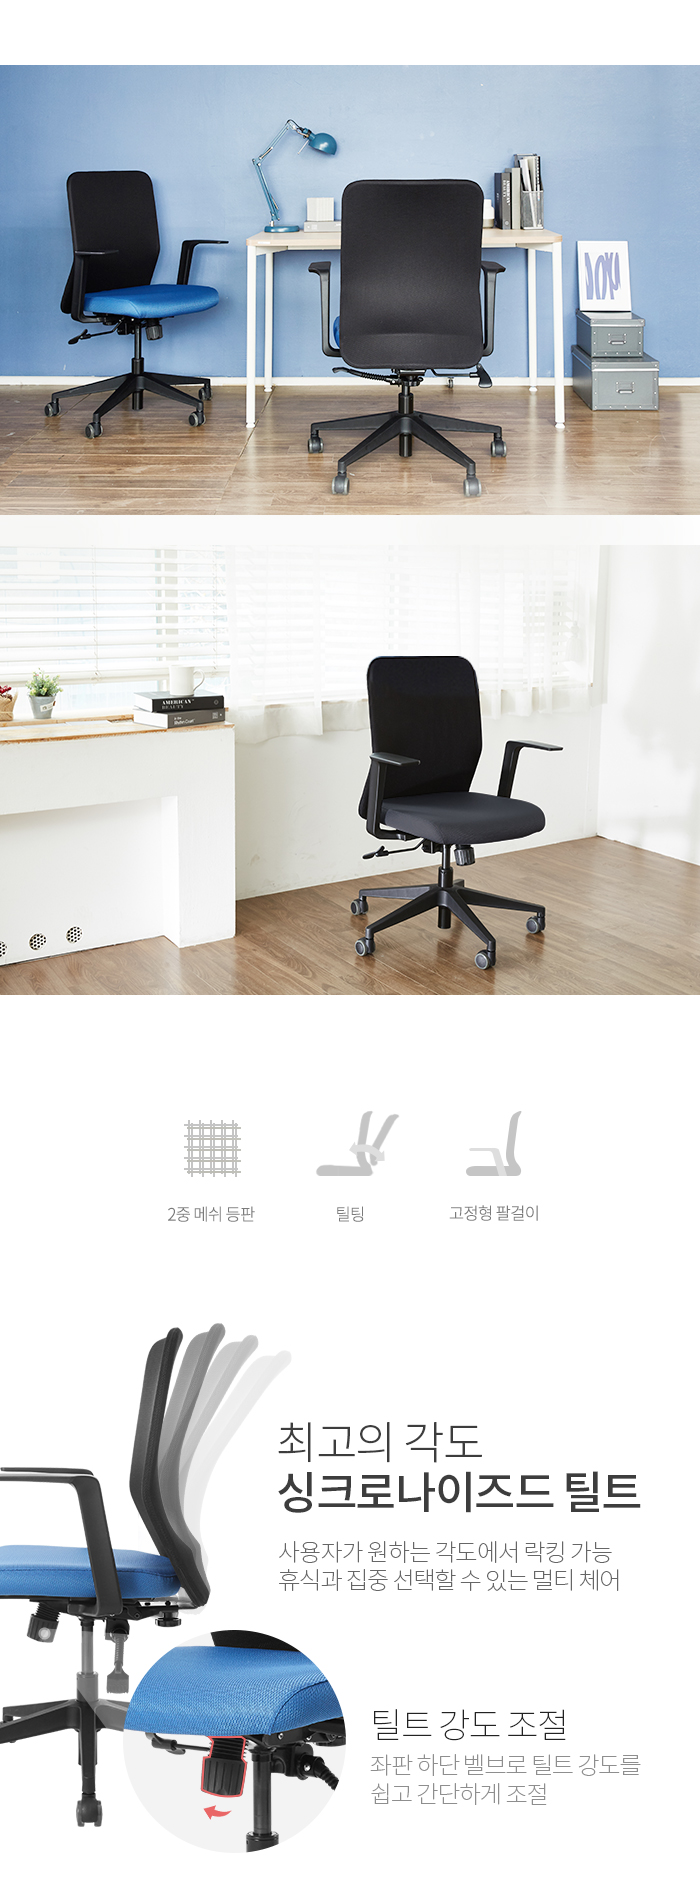 AMERICAN
BEAUTY
2중 메쉬 등판
틸팅
고정형 팔걸이
최고의 각도
싱크로나이즈드 틸트
사용자가 원하는 각도에서 락킹 가능
휴식과 집중 선택할 수 있는 멀티 체어
틸트 강도 조절
좌판 하단 벨브로 틸트 강도를
쉽고 간단하게 조절